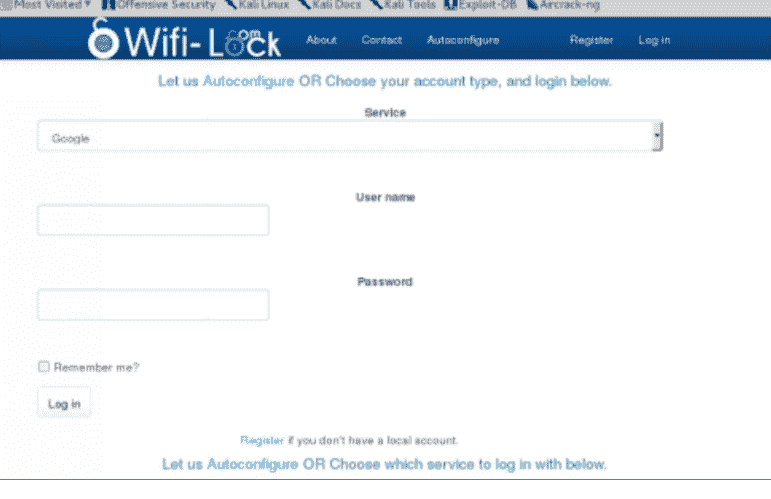 Most Visited Offensive Security Kali Linux Kali Docs Kali Tools Exploit-DB Aircrack-ng
Wifi-Lock .com About Contact Autoconfigure Register Log in
Let us Autoconfigure OR Choose your account type, and login below.
Service
Google
User name
Password
Remember me?
Log in
Register if you don't have a local account.
Let us Autoconfigure OR Choose which service to log in with below.